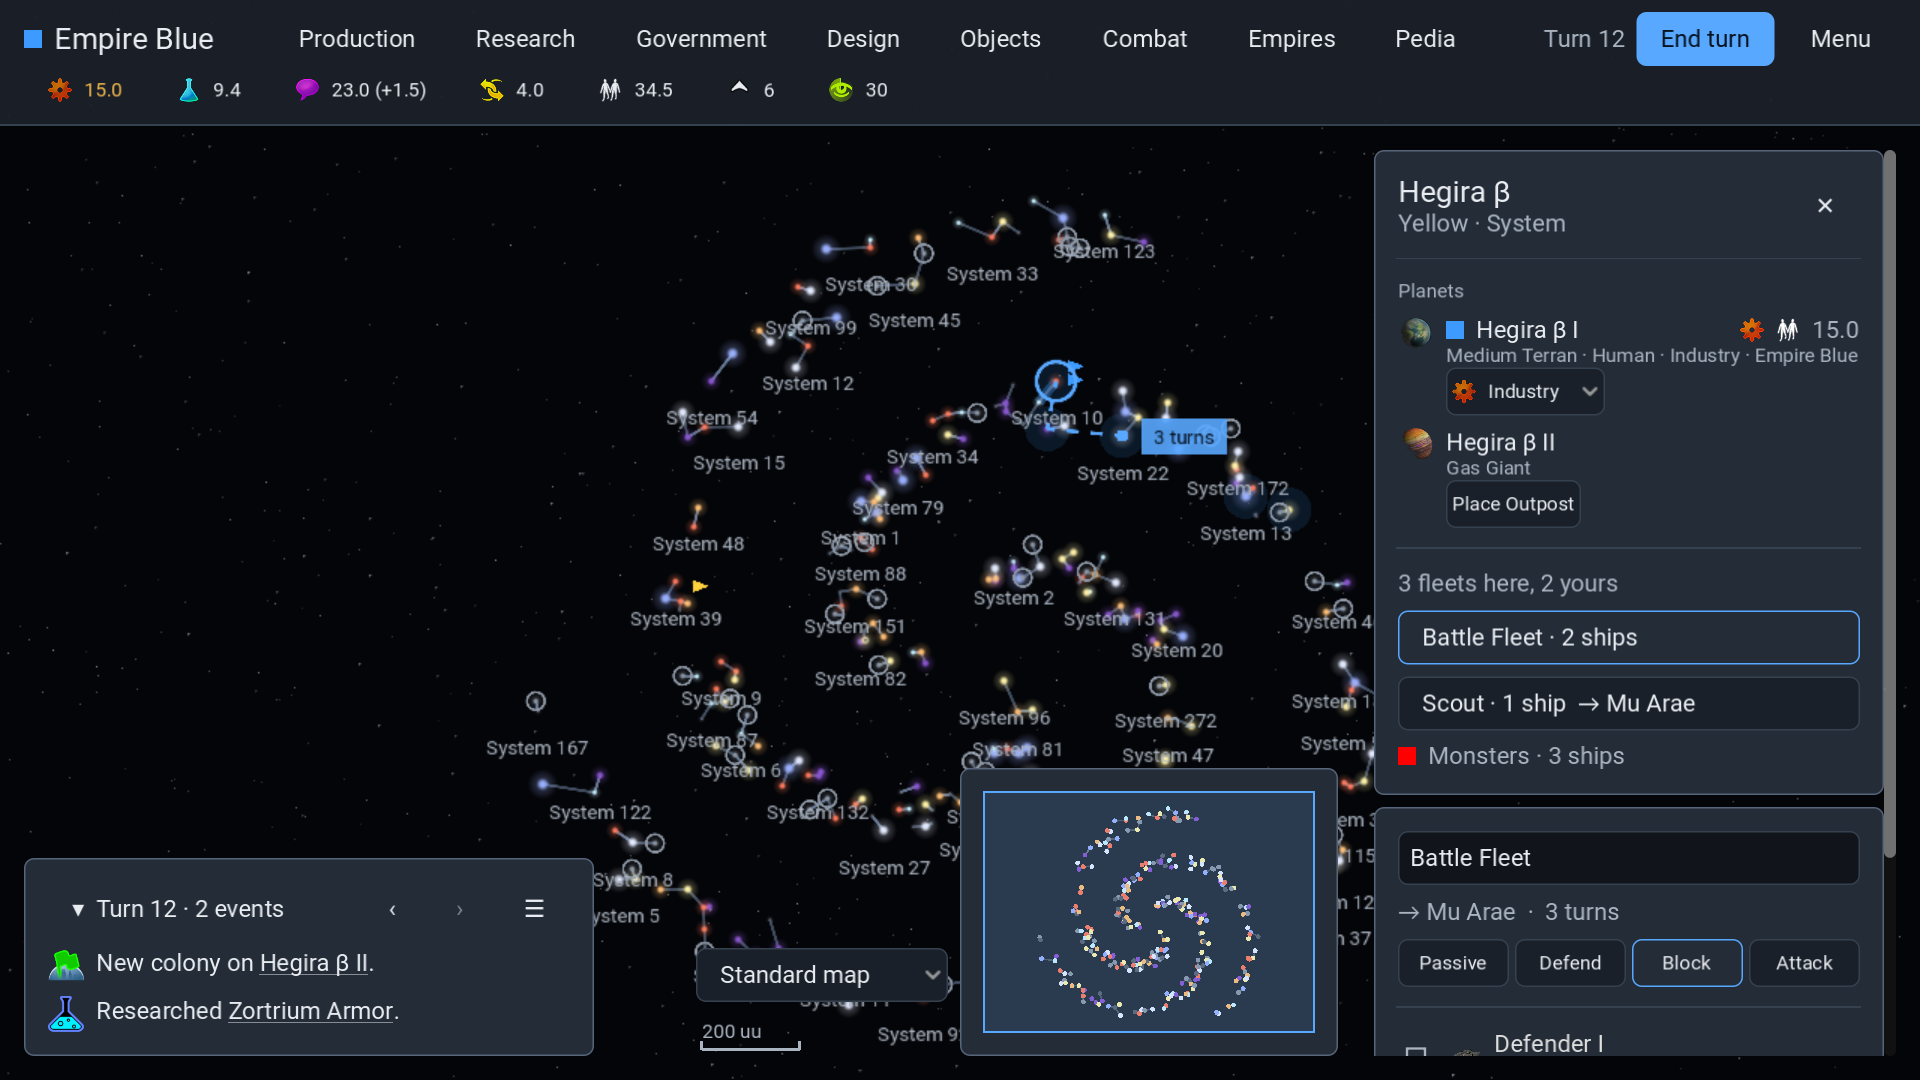 Empire Blue
Production
Research
Government
Design
Objects
Combat
Empires
Pedia
Turn 12
End turn
Menu
15.0
9.4
23.0 (+1.5)
4.0
34.5
6
30
System 123
System 33
System 30
System 45
System 99
System 12
System 54
System 10
System 15
System 34
3 turns
System 22
System 172
System 79
System 13
System 1
System 48
System 88
System 2
System 39
System 151
System 131
System 20
System 82
System 9
System 96
System 272
System 87
System 81
System 47
System 6
System 167
System 122
System 132
System 27
System 8
Hegira β
Yellow · System
×
Planets
Hegira β I
15.0
Medium Terran · Human · Industry · Empire Blue
Industry
Hegira β II
Gas Giant
Place Outpost
3 fleets here, 2 yours
Battle Fleet · 2 ships
Scout · 1 ship → Mu Arae
Monsters · 3 ships
Battle Fleet
→ Mu Arae · 3 turns
Passive
Defend
Block
Attack
Defender I
▼ Turn 12 · 2 events
‹
›
☰
New colony on Hegira β II.
Researched Zortrium Armor.
Standard map
200 uu